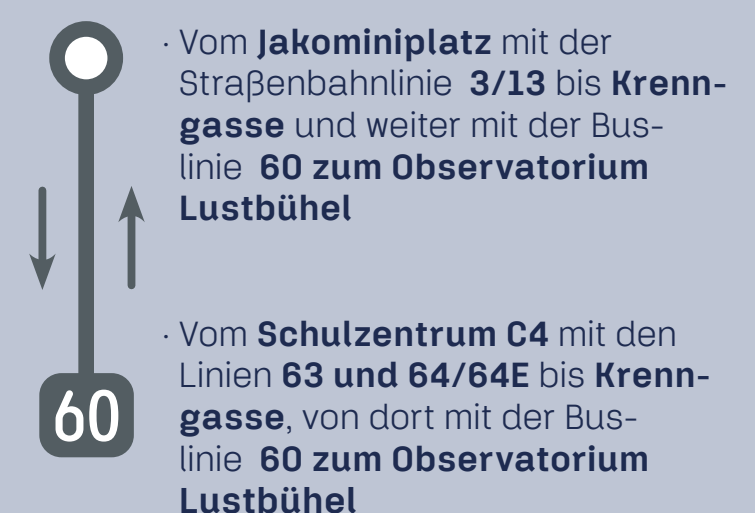 · Vom Jakominiplatz mit der
Straßenbahnlinie 3/13 bis Krenn-
gasse und weiter mit der Bus-
linie 60 zum Observatorium
Lustbühel
· Vom Schulzentrum C4 mit den
Linien 63 und 64/64E bis Krenn-
gasse, von dort mit der Bus-
linie 60 zum Observatorium
Lustbühel
60